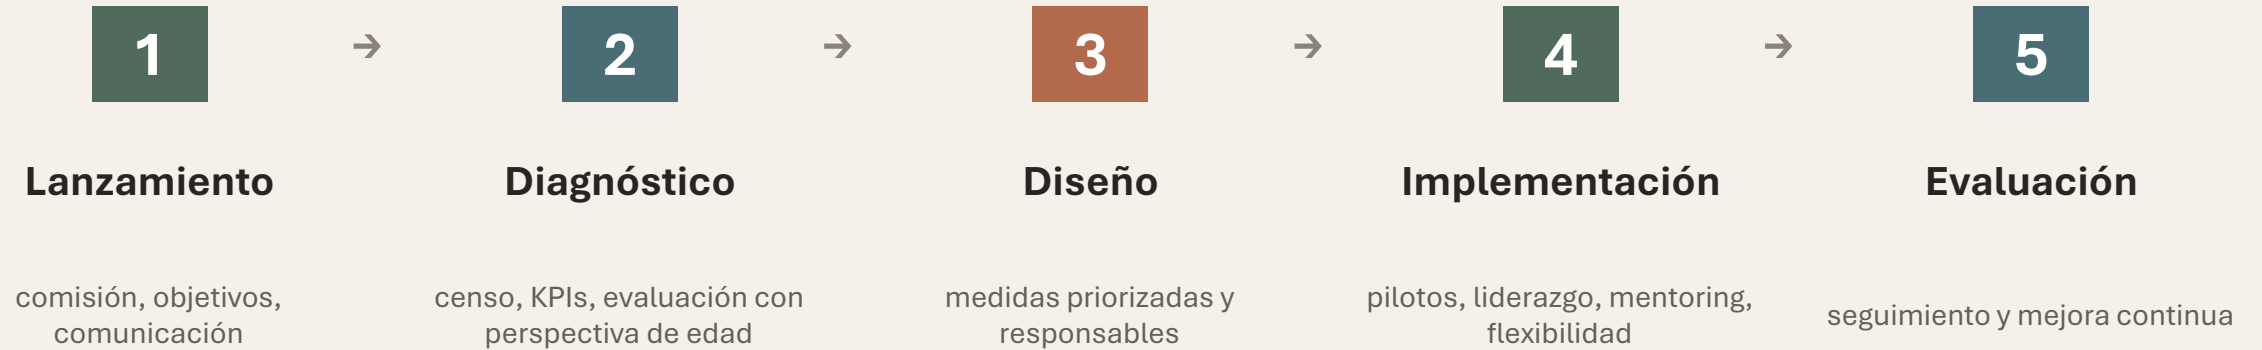 1 → 2 → 3 → 4 → 5
Lanzamiento
Diagnóstico
Diseño
Implementación
Evaluación
comisión, objetivos,
comunicación
censo, KPIs, evaluación con
perspectiva de edad
medidas priorizadas y
responsables
pilotos, liderazgo, mentoring,
flexibilidad
seguimiento y mejora continua